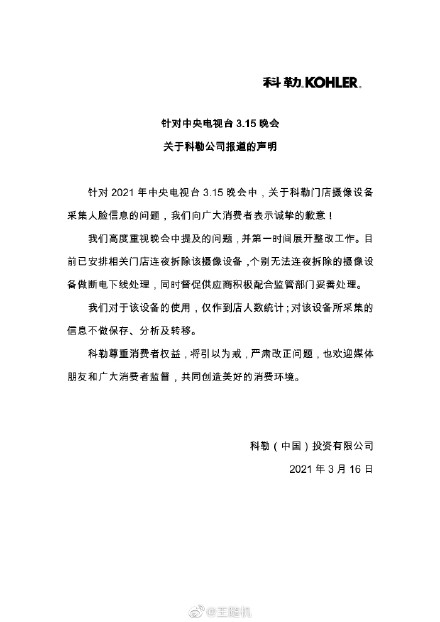 科勒.KOHLER.
针对中央电视台 3.15 晚会
关于科勒公司报道的声明
针对 2021 年中央电视台 3.15 晚会中，关于科勒门店摄像设备
采集人脸信息的问题，我们向广大消费者表示诚挚的歉意！
我们高度重视晚会中提及的问题，并第一时间展开整改工作。目
前已安排相关门店连夜拆除该摄像设备，个别无法连夜拆除的摄像设
备做断电下线处理，同时督促供应商积极配合监管部门妥善处理。
我们对于该设备的使用，仅作到店人数统计；对该设备所采集的
信息不做保存、分析及转移。
科勒尊重消费者权益，将引以为戒，严肃改正问题，也欢迎媒体
朋友和广大消费者监督，共同创造美好的消费环境。
科勒（中国）投资有限公司
2021 年 3 月 16 日